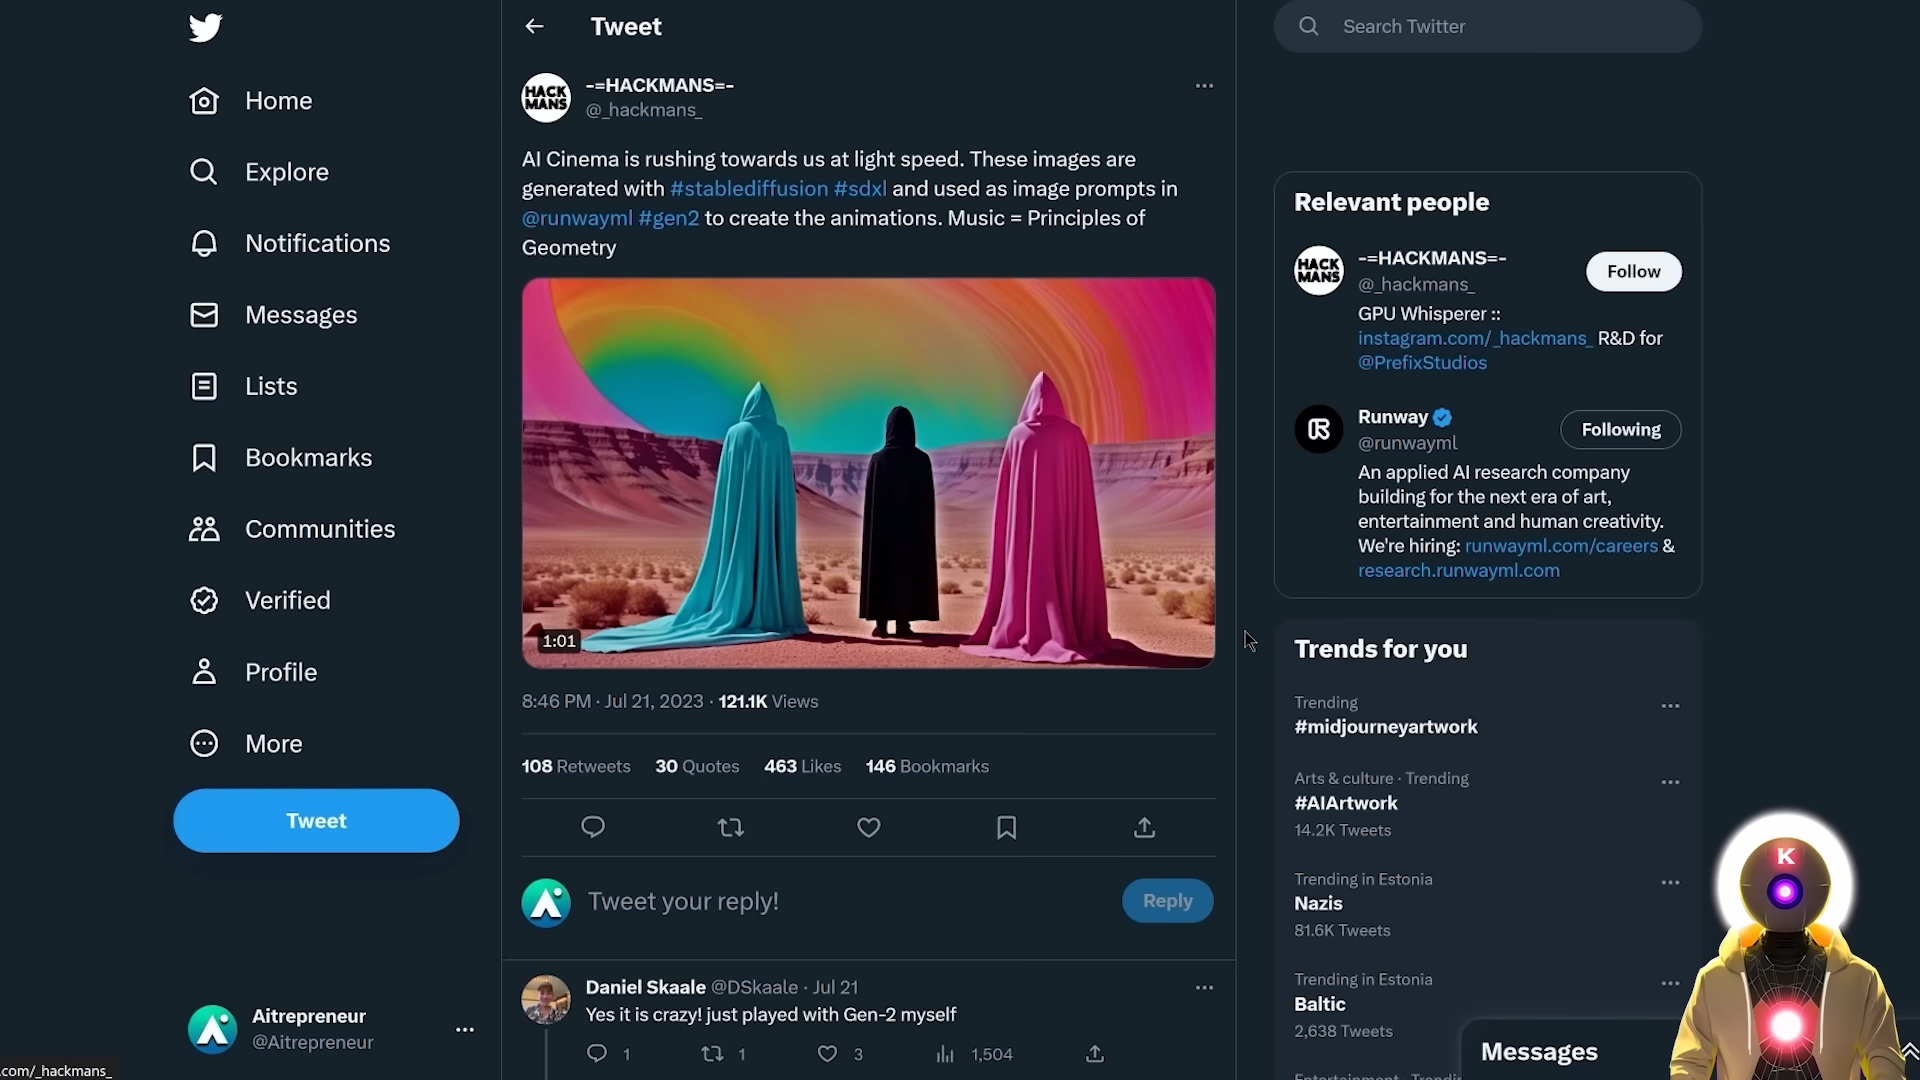 Home
Explore
Notifications
Messages
Lists
Bookmarks
Communities
Verified
Profile
More
Tweet
Aitrepreneur
@Aitrepreneur
.com/_hackmans_
Tweet
HACK
MANS
-=HACKMANS=-
@_hackmans_
AI Cinema is rushing towards us at light speed. These images are
generated with #stablediffusion #sdxl and used as image prompts in
@runwayml #gen2 to create the animations. Music = Principles of
Geometry
1:01
8:46 PM · Jul 21, 2023 · 121.1K Views
108 Retweets 30 Quotes 463 Likes 146 Bookmarks
Tweet your reply!
Reply
Daniel Skaale @DSkaale · Jul 21
Yes it is crazy! just played with Gen-2 myself
1 1 3 1,504
Search Twitter
Relevant people
HACK
MANS
-=HACKMANS=-
@_hackmans_
Follow
GPU Whisperer ::
instagram.com/_hackmans_ R&D for
@PrefixStudios
Runway
@runwayml
Following
An applied AI research company
building for the next era of art,
entertainment and human creativity.
We're hiring: runwayml.com/careers &
research.runwayml.com
Trends for you
Trending
#midjourneyartwork
Arts & culture · Trending
#AIArtwork
14.2K Tweets
Trending in Estonia
Nazis
81.6K Tweets
Trending in Estonia
Baltic
2,638 Tweets
Messages
K